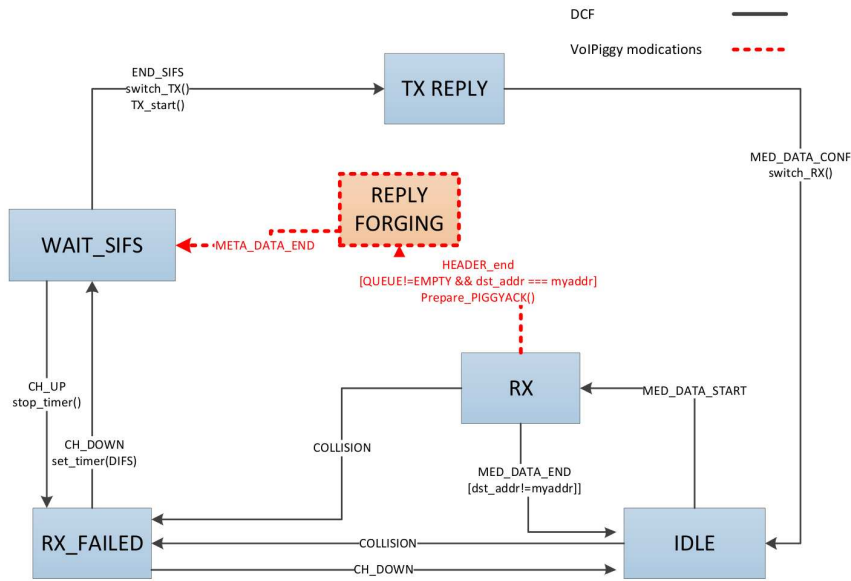 DCF
VoIPiggy modications
END_SIFS
switch_TX()
TX_start()
TX REPLY
MED_DATA_CONF
switch_RX()
REPLY
FORGING
WAIT_SIFS
META_DATA_END
HEADER_end
[QUEUE!=EMPTY && dst_addr === myaddr]
Prepare_PIGGYACK()
RX
MED_DATA_START
CH_UP
stop_timer()
CH_DOWN
set_timer(DIFS)
COLLISION
MED_DATA_END
[dst_addr!=myaddr]]
RX_FAILED
COLLISION
IDLE
CH_DOWN